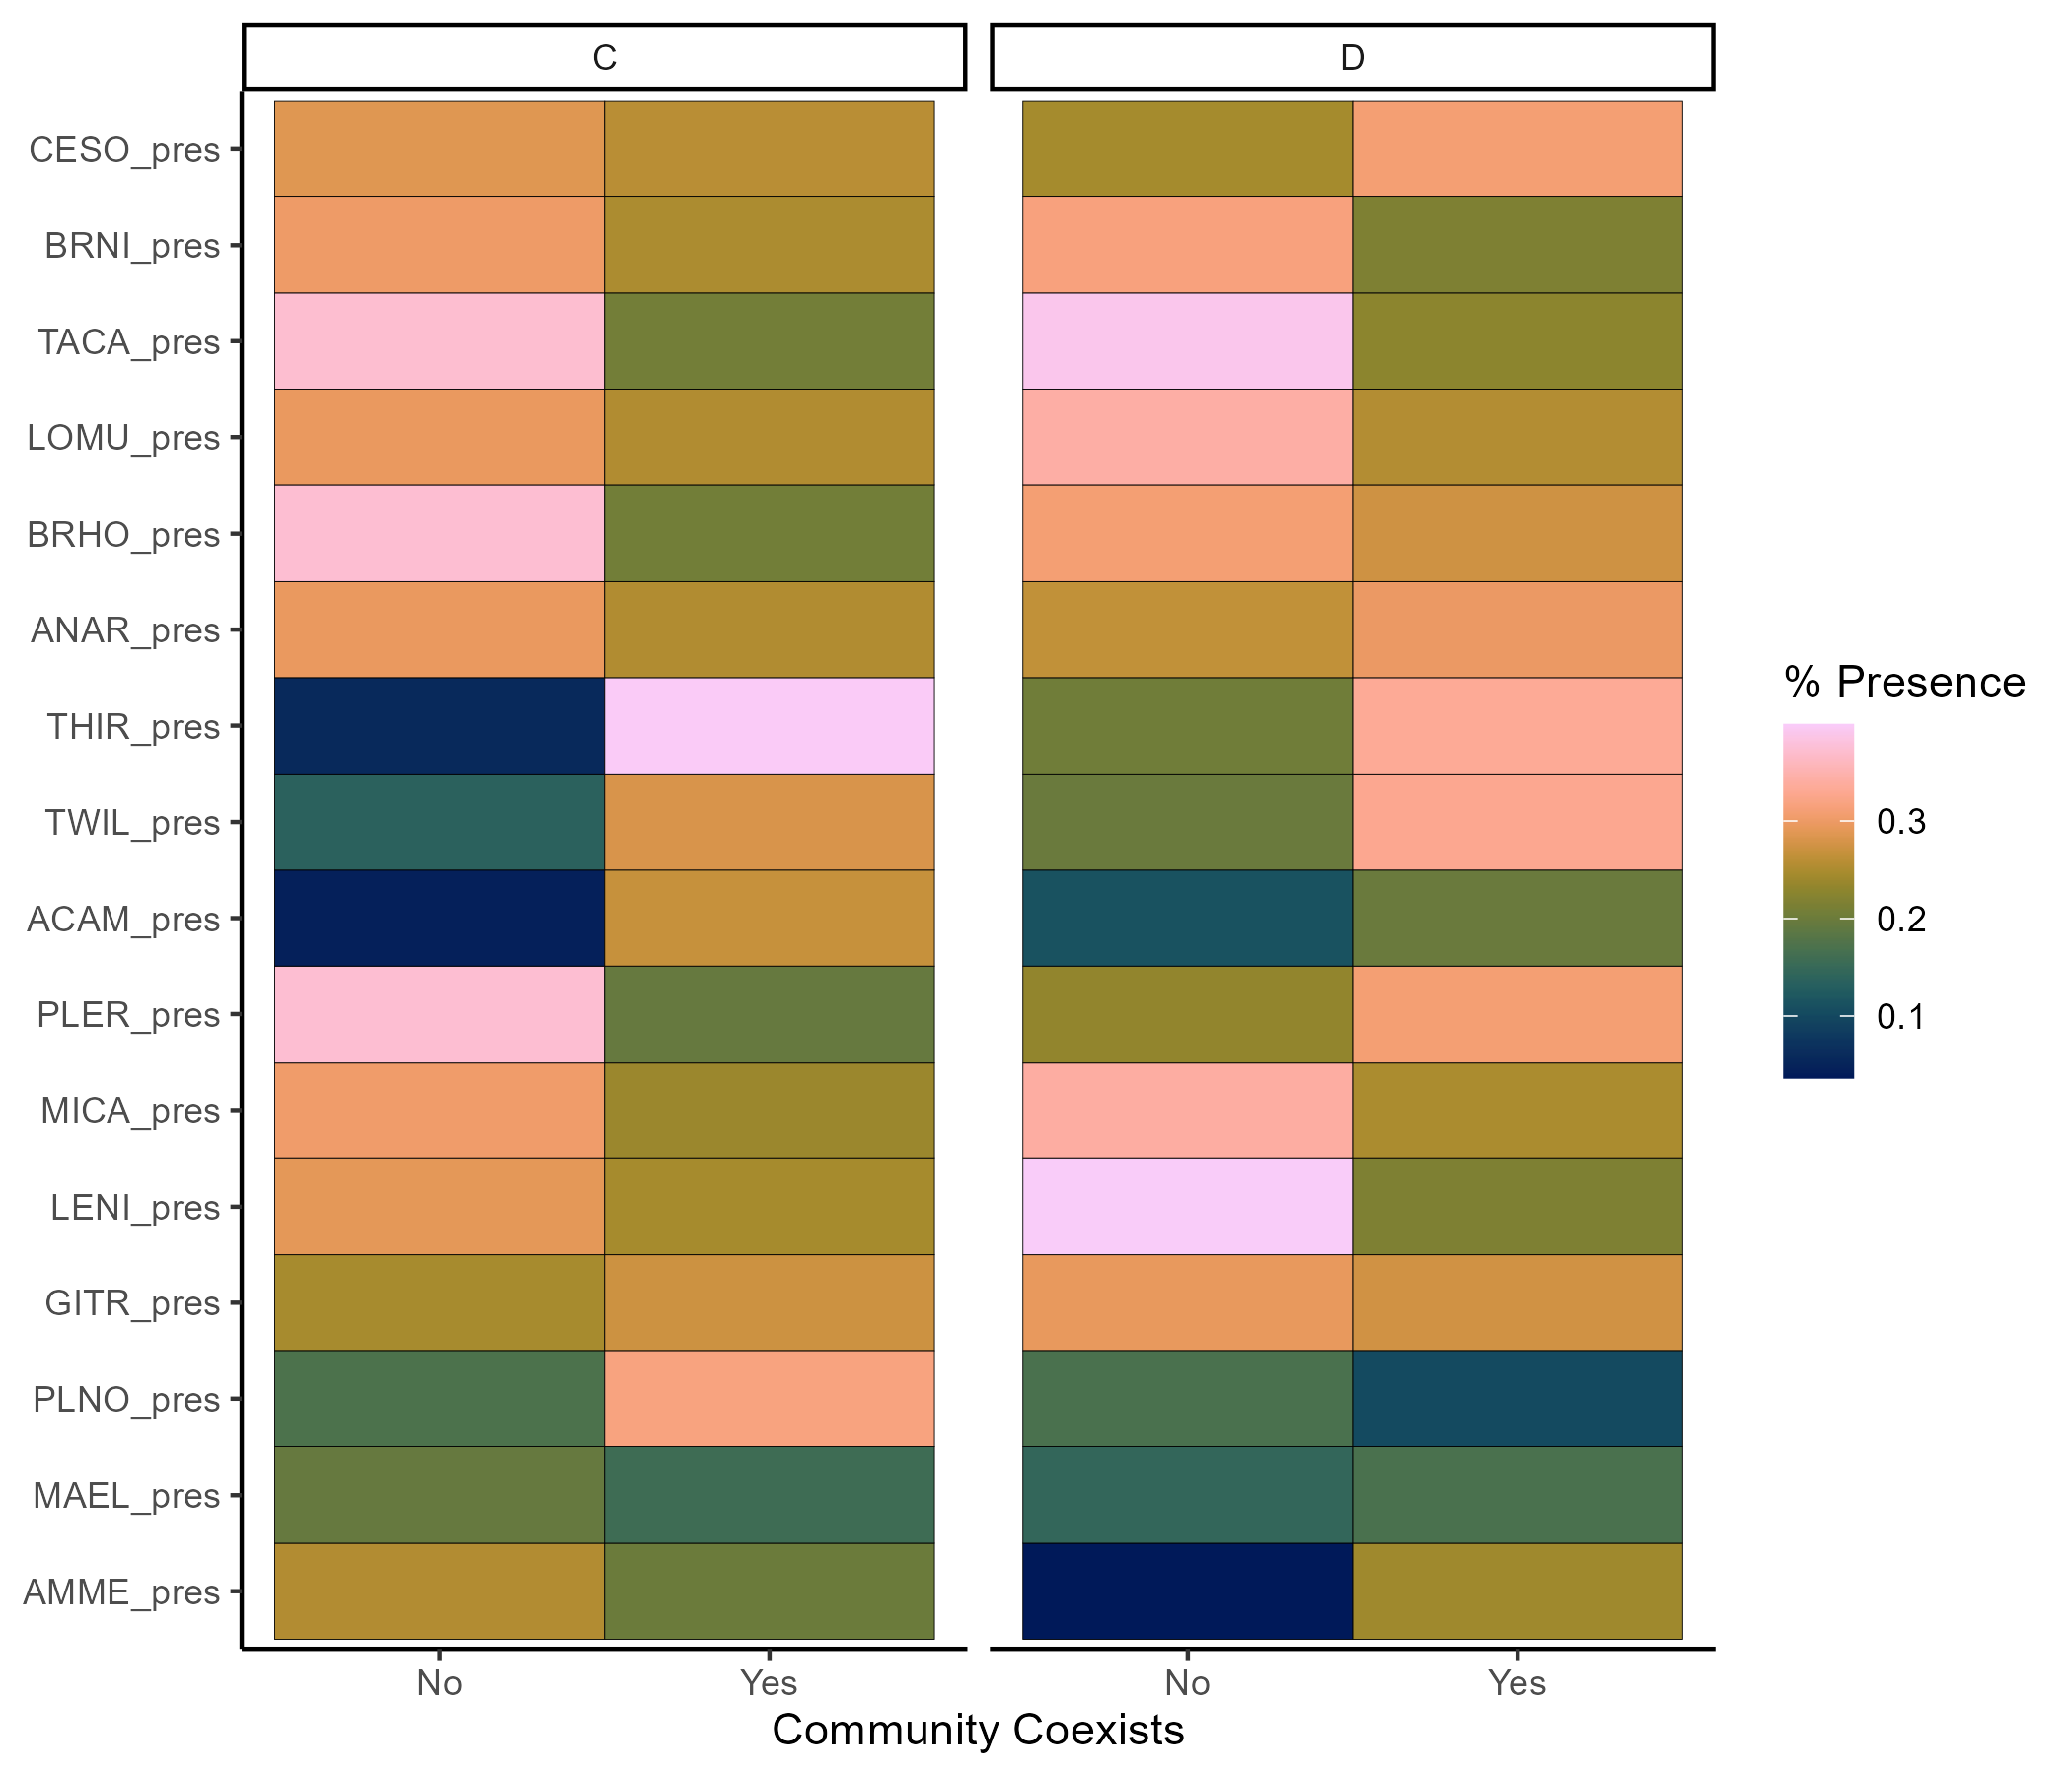 C
D
CESO_pres
BRNI_pres
TACA_pres
LOMU_pres
BRHO_pres
ANAR_pres
THIR_pres
TWIL_pres
ACAM_pres
PLER_pres
MICA_pres
LENI_pres
GITR_pres
PLNO_pres
MAEL_pres
AMME_pres
No
Yes
No
Yes
Community Coexists
% Presence
0.3
0.2
0.1